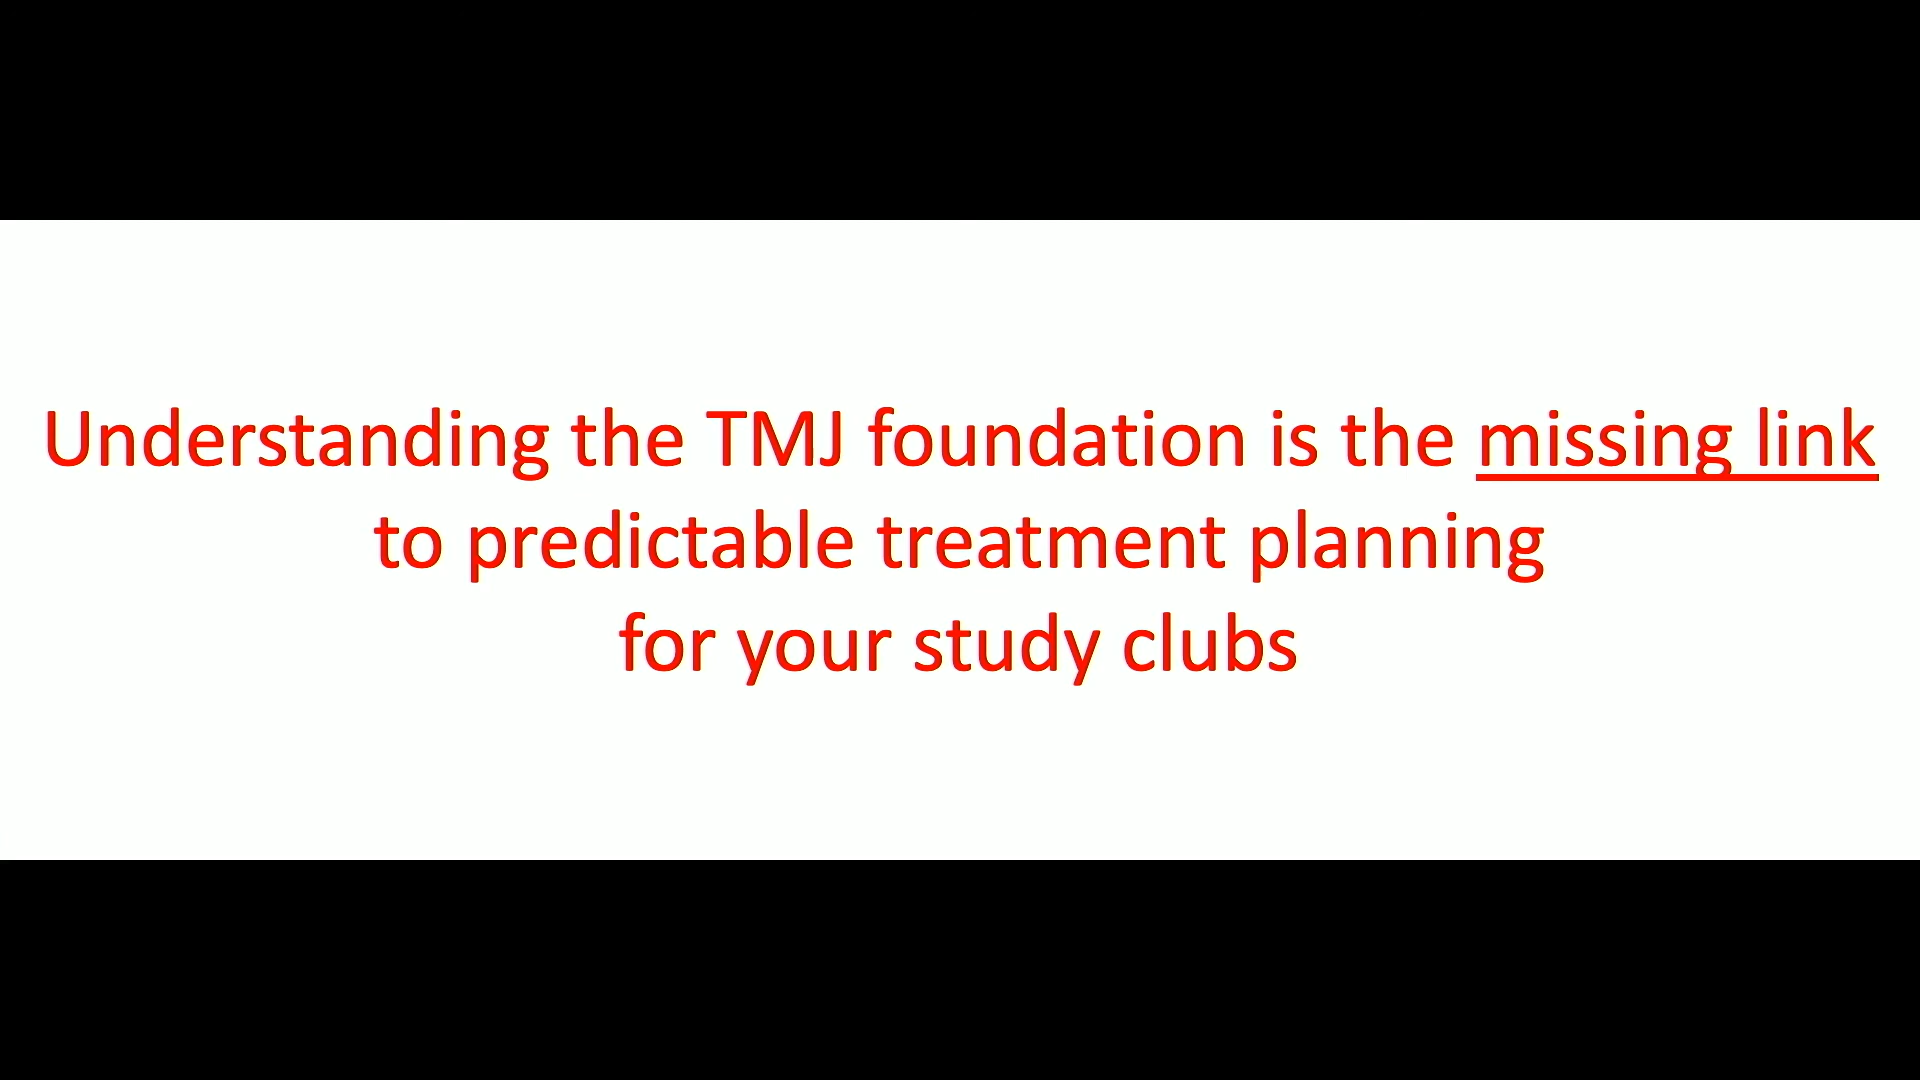 Understanding the TMJ foundation is the missing link
to predictable treatment planning
for your study clubs